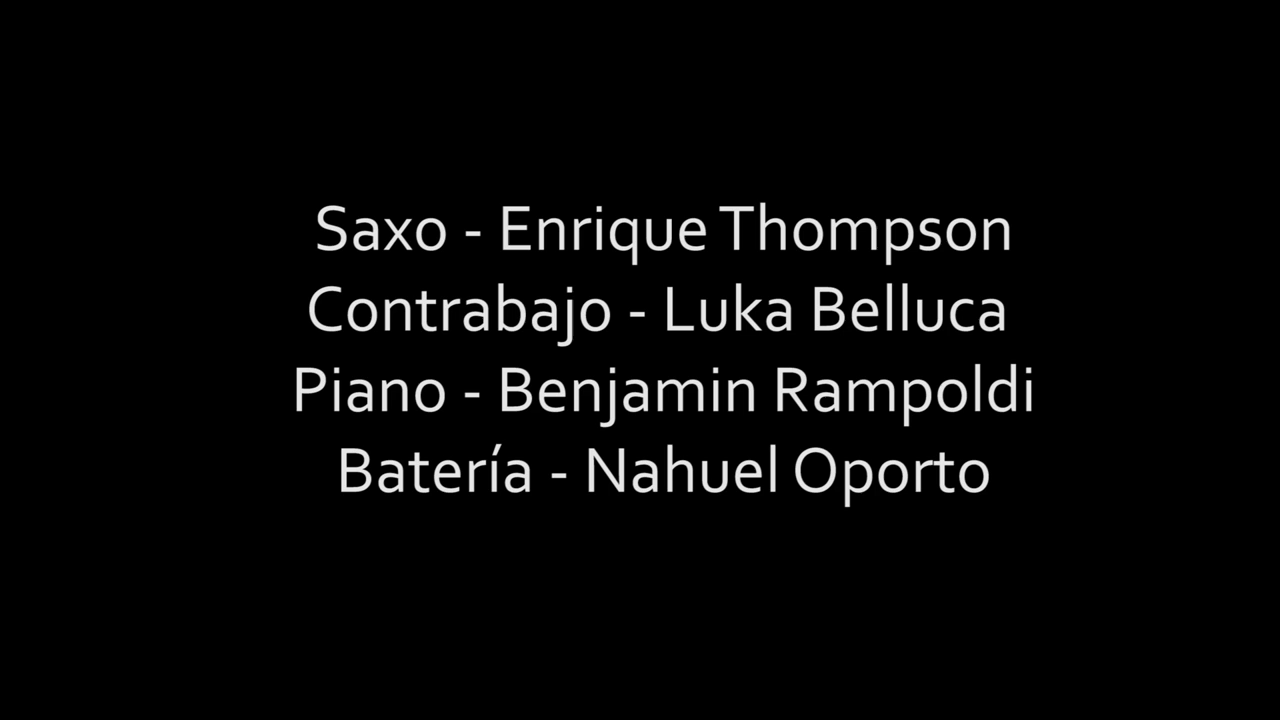 Saxo - Enrique Thompson
Contrabajo - Luka Belluca
Piano - Benjamin Rampoldi
Batería - Nahuel Oporto